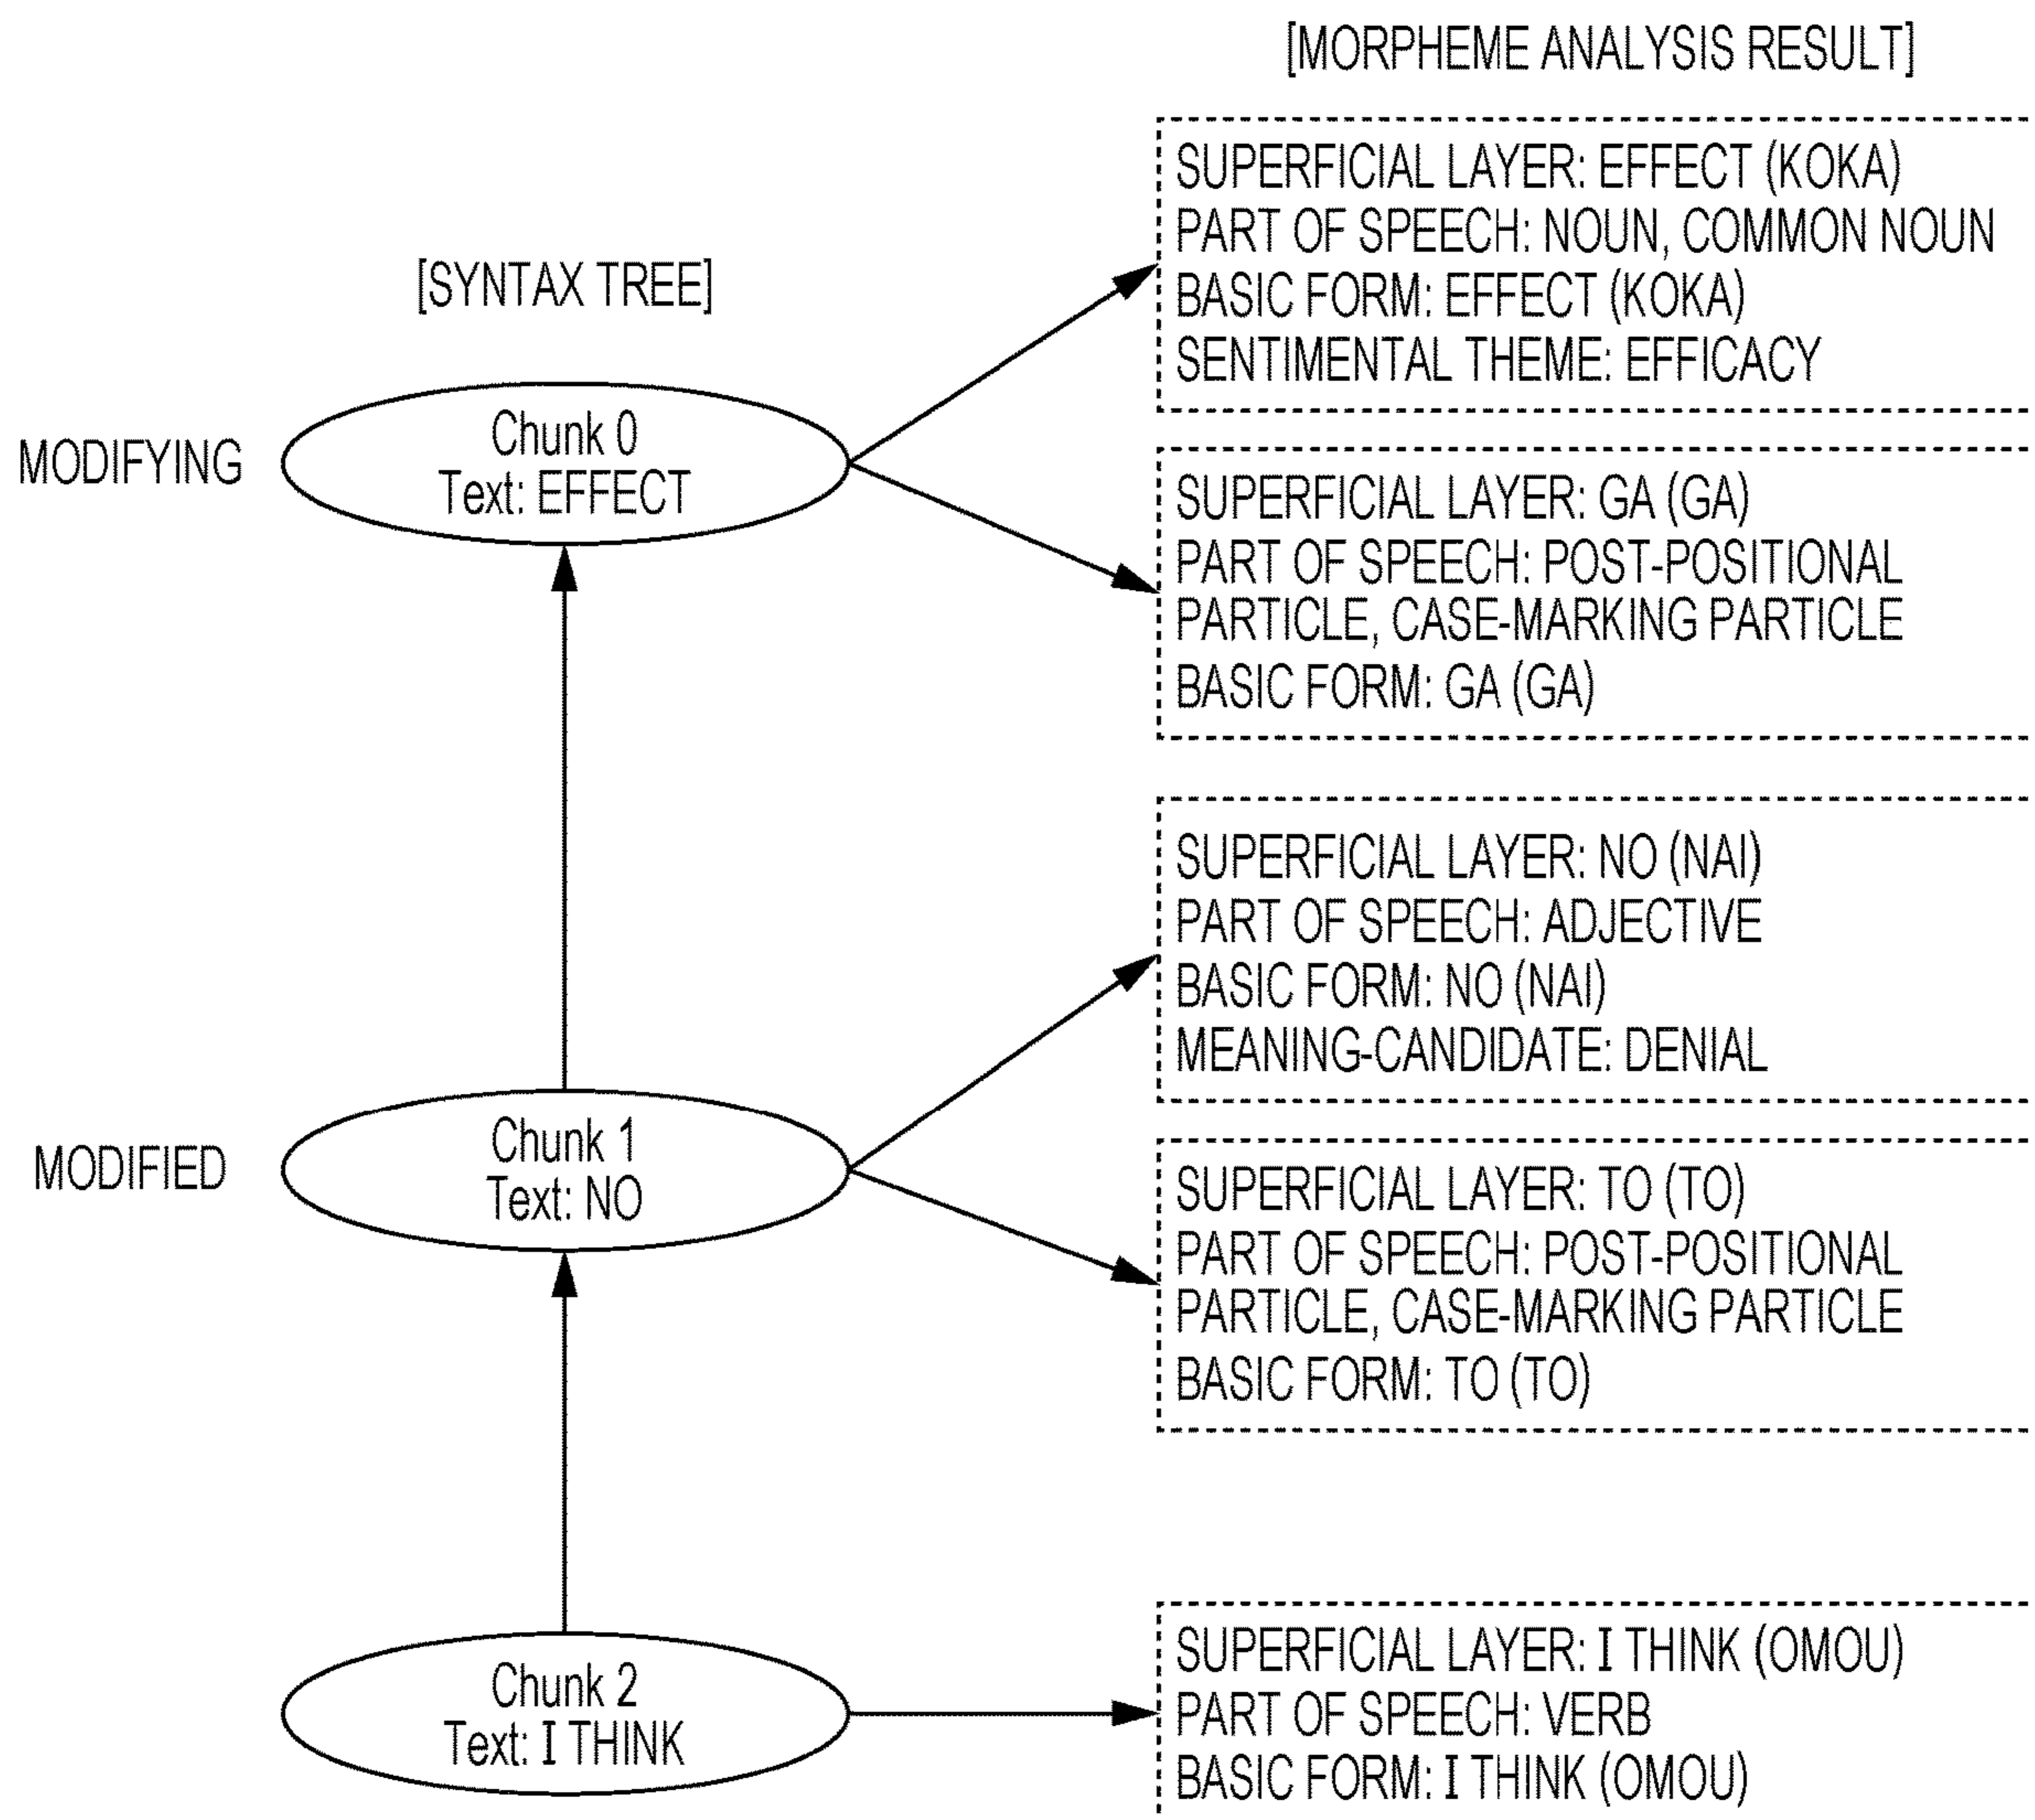 [MORPHEME ANALYSIS RESULT]
SUPERFICIAL LAYER: EFFECT (KOKA)
PART OF SPEECH: NOUN, COMMON NOUN
BASIC FORM: EFFECT (KOKA)
SENTIMENTAL THEME: EFFICACY
[SYNTAX TREE]
MODIFYING
Chunk 0
Text: EFFECT
SUPERFICIAL LAYER: GA (GA)
PART OF SPEECH: POST-POSITIONAL
PARTICLE, CASE-MARKING PARTICLE
BASIC FORM: GA (GA)
SUPERFICIAL LAYER: NO (NAI)
PART OF SPEECH: ADJECTIVE
BASIC FORM: NO (NAI)
MEANING-CANDIDATE: DENIAL
MODIFIED
Chunk 1
Text: NO
SUPERFICIAL LAYER: TO (TO)
PART OF SPEECH: POST-POSITIONAL
PARTICLE, CASE-MARKING PARTICLE
BASIC FORM: TO (TO)
Chunk 2
Text: I THINK
SUPERFICIAL LAYER: I THINK (OMOU)
PART OF SPEECH: VERB
BASIC FORM: I THINK (OMOU)